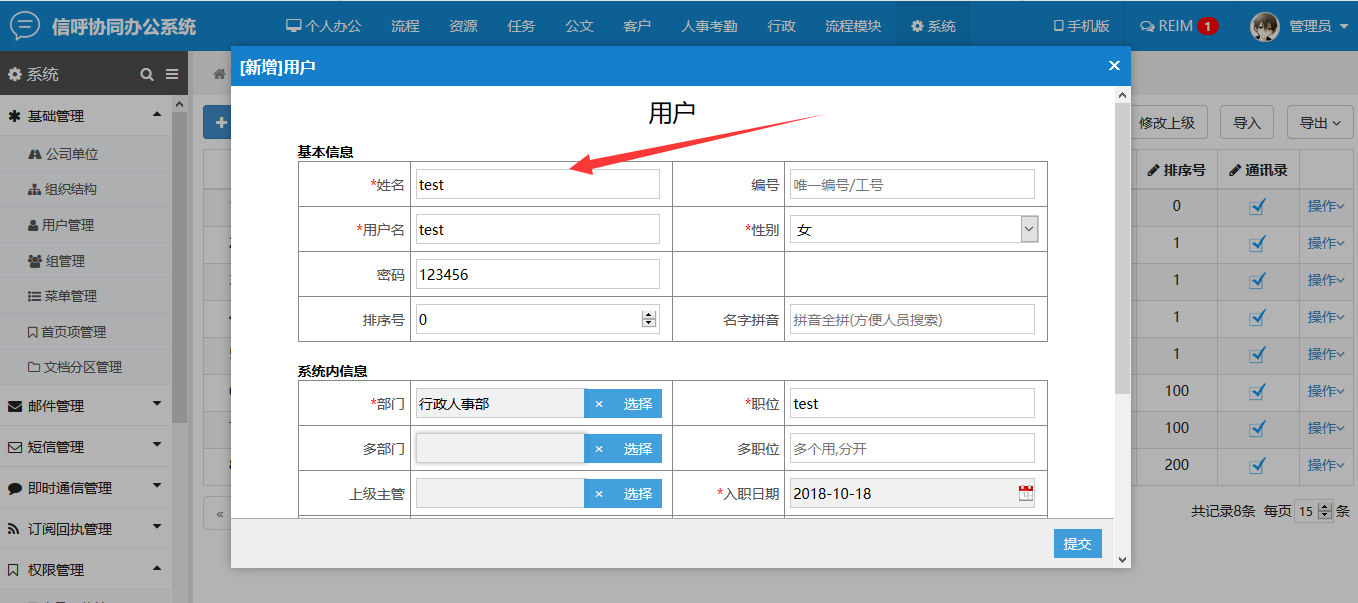 信呼协同办公系统 个人办公 流程 资源 任务 公文 客户 人事考勤 行政 流程模块 系统 手机版 REIM 1 管理员
系统
[新增]用户 ×
用户
基础管理
+ 修改上级 导入 导出
基本信息
公司单位
*姓名 test 编号 唯一编号/工号
排序号 通讯录
组织结构
0 操作
用户管理
*用户名 test *性别 女
1 操作
组管理
密码 123456
1 操作
菜单管理
排序号 0 名字拼音 拼音全拼(方便人员搜索)
1 操作
首页项管理
1 操作
文档分区管理
系统内信息
100 操作
邮件管理
*部门 行政人事部 × 选择 *职位 test
100 操作
短信管理
多部门 × 选择 多职位 多个用,分开
200 操作
即时通信管理
上级主管 × 选择 *入职日期 2018-10-18
« 共记录8条 每页 15 条
订阅回执管理
提交
权限管理